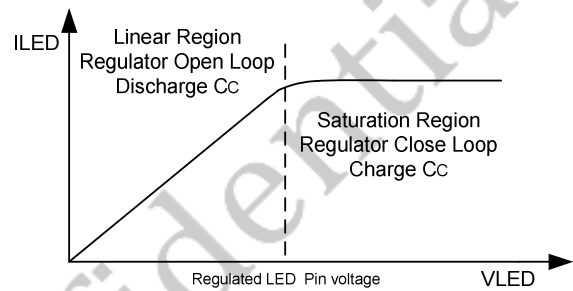 ILED
Linear Region
Regulator Open Loop
Discharge Cc
Saturation Region
Regulator Close Loop
Charge Cc
Regulated LED Pin voltage
VLED